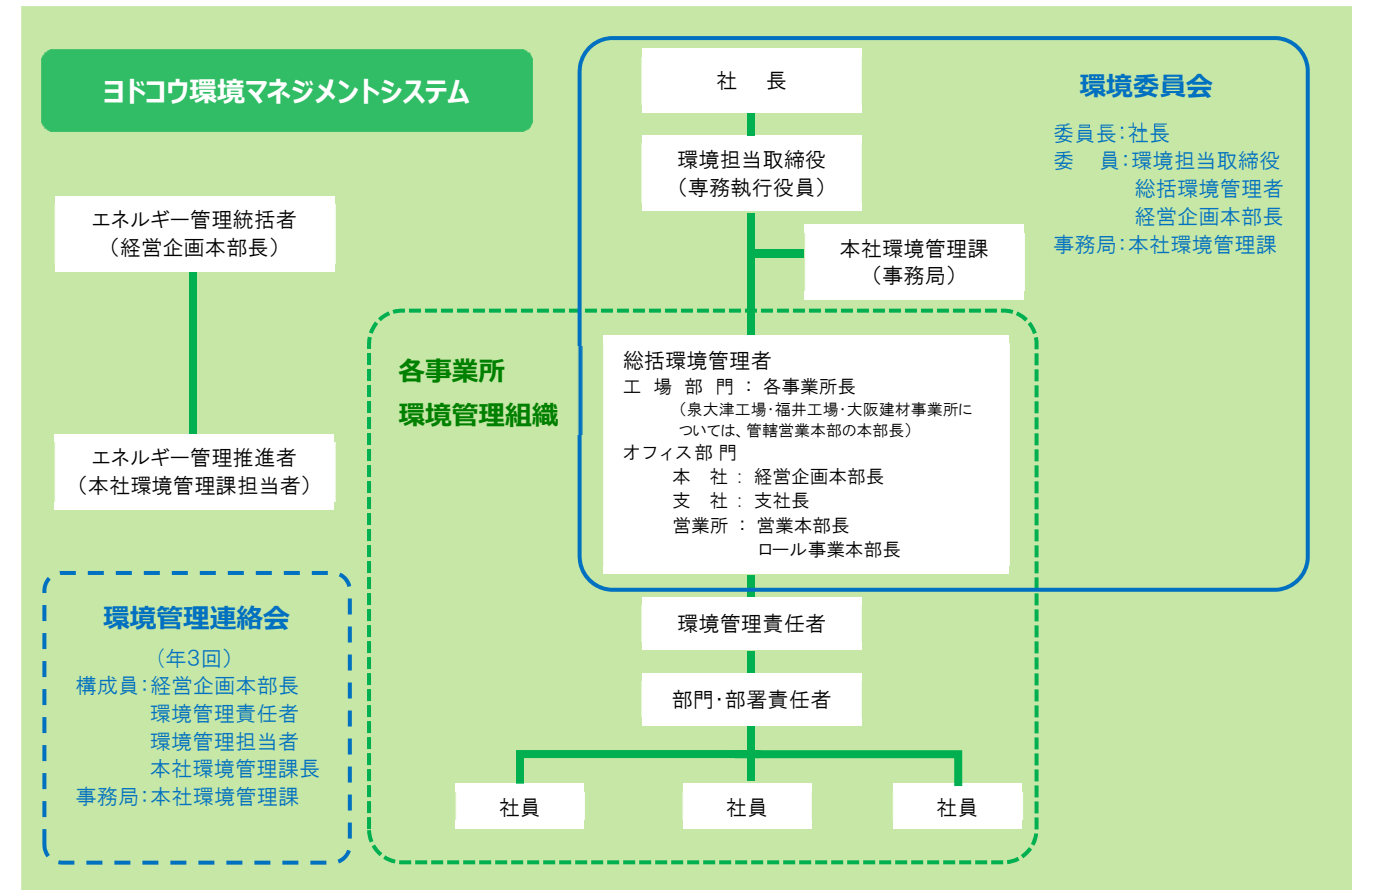 ヨドコウ環境マネジメントシステム
社　長
環境担当取締役
（専務執行役員）
本社環境管理課
（事務局）
環境委員会
委員長：社長
委　員：環境担当取締役
総括環境管理者
経営企画本部長
事務局：本社環境管理課
エネルギー管理統括者
（経営企画本部長）
エネルギー管理推進者
（本社環境管理課担当者）
各事業所
環境管理組織
総括環境管理者
工 場 部 門 ： 各事業所長
（泉大津工場・福井工場・大阪建材事業所に
ついては、管轄営業本部の本部長）
オフィス部門
本　社 ： 経営企画本部長
支　社 ： 支社長
営業所 ： 営業本部長
ロール事業本部長
環境管理責任者
部門・部署責任者
社員
社員
社員
環境管理連絡会
（年3回）
構成員：経営企画本部長
環境管理責任者
環境管理担当者
本社環境管理課長
事務局：本社環境管理課